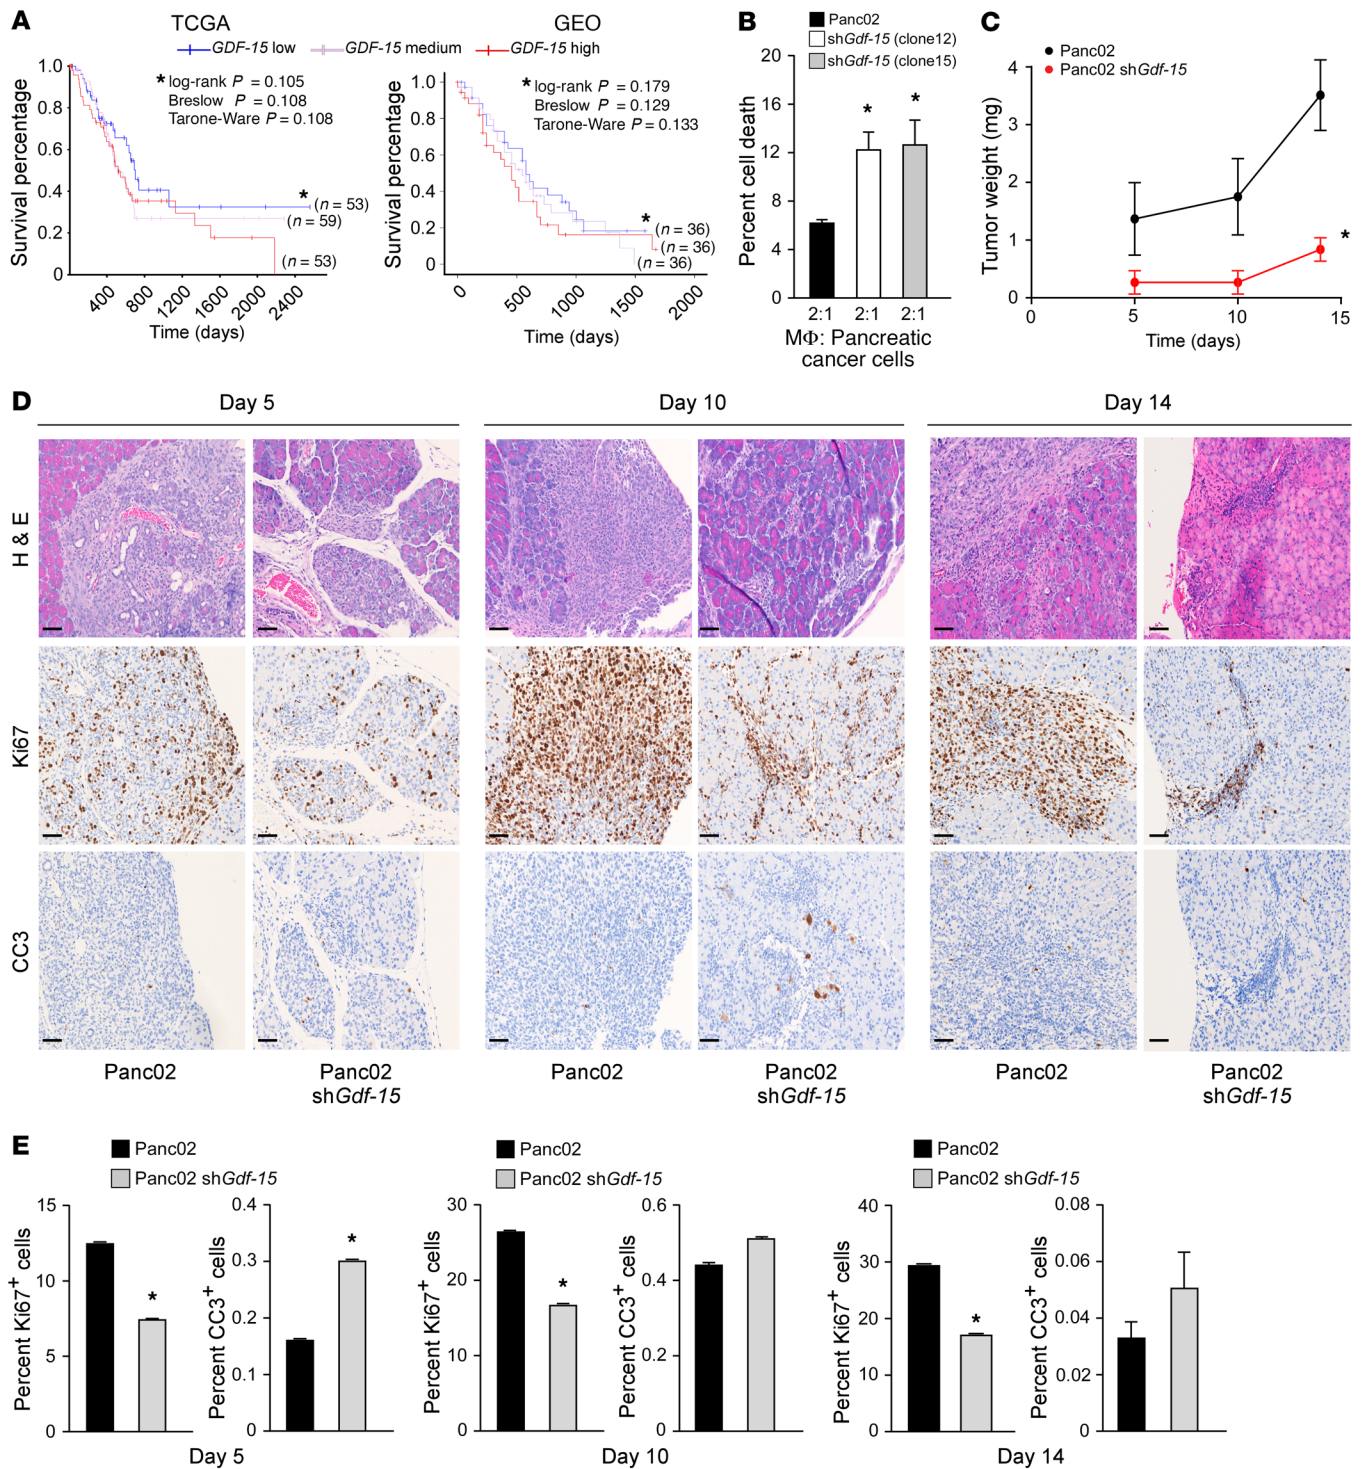 A
TCGA
GEO
GDF-15 low
GDF-15 medium
GDF-15 high
* log-rank P = 0.105
Breslow P = 0.108
Tarone-Ware P = 0.108
Survival percentage
1.0
0.8
0.6
0.4
0.2
0
*
(n = 53)
(n = 59)
(n = 53)
400
800
1200
1600
2000
2400
Time (days)
* log-rank P = 0.179
Breslow P = 0.129
Tarone-Ware P = 0.133
Survival percentage
1.0
0.8
0.6
0.4
0.2
0
*
(n = 36)
(n = 36)
(n = 36)
0
500
1000
1500
2000
Time (days)
B
Panc02
shGdf-15 (clone12)
shGdf-15 (clone15)
Percent cell death
20
16
12
8
4
0
*
*
2:1
2:1
2:1
MΦ: Pancreatic
cancer cells
C
Panc02
Panc02 shGdf-15
Tumor weight (mg)
4
3
2
1
0
*
0
5
10
15
Time (days)
D
Day 5
Day 10
Day 14
H & E
Ki67
CC3
Panc02
Panc02
shGdf-15
Panc02
Panc02
shGdf-15
Panc02
Panc02
shGdf-15
E
Panc02
Panc02 shGdf-15
Percent Ki67+ cells
15
10
5
0
*
Percent CC3+ cells
0.4
0.3
0.2
0.1
0
*
Day 5
Panc02
Panc02 shGdf-15
Percent Ki67+ cells
30
20
10
0
*
Percent CC3+ cells
0.6
0.4
0.2
0
Day 10
Panc02
Panc02 shGdf-15
Percent Ki67+ cells
40
30
20
10
0
*
Percent CC3+ cells
0.08
0.06
0.04
0.02
0
Day 14